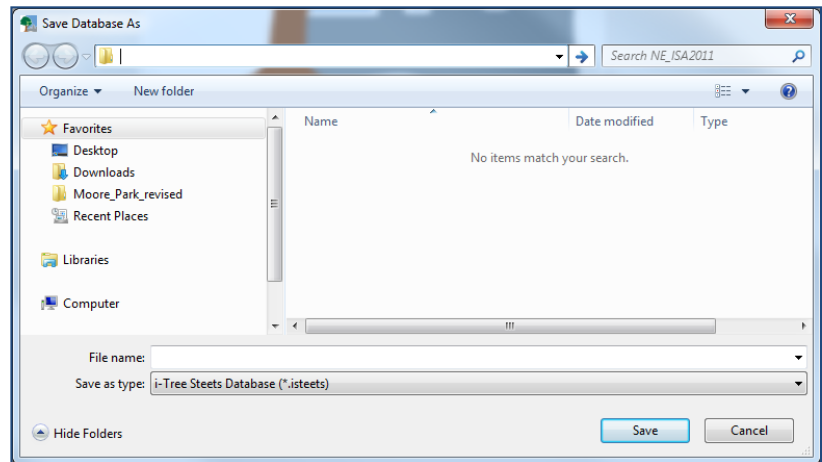 Save Database As
Search NE_ISA2011
Organize New folder
Favorites
Desktop
Downloads
Moore_Park_revised
Recent Places
Libraries
Computer
Name Date modified Type
No items match your search.
File name:
Save as type: i-Tree Steets Database (*.isteets)
Hide Folders Save Cancel